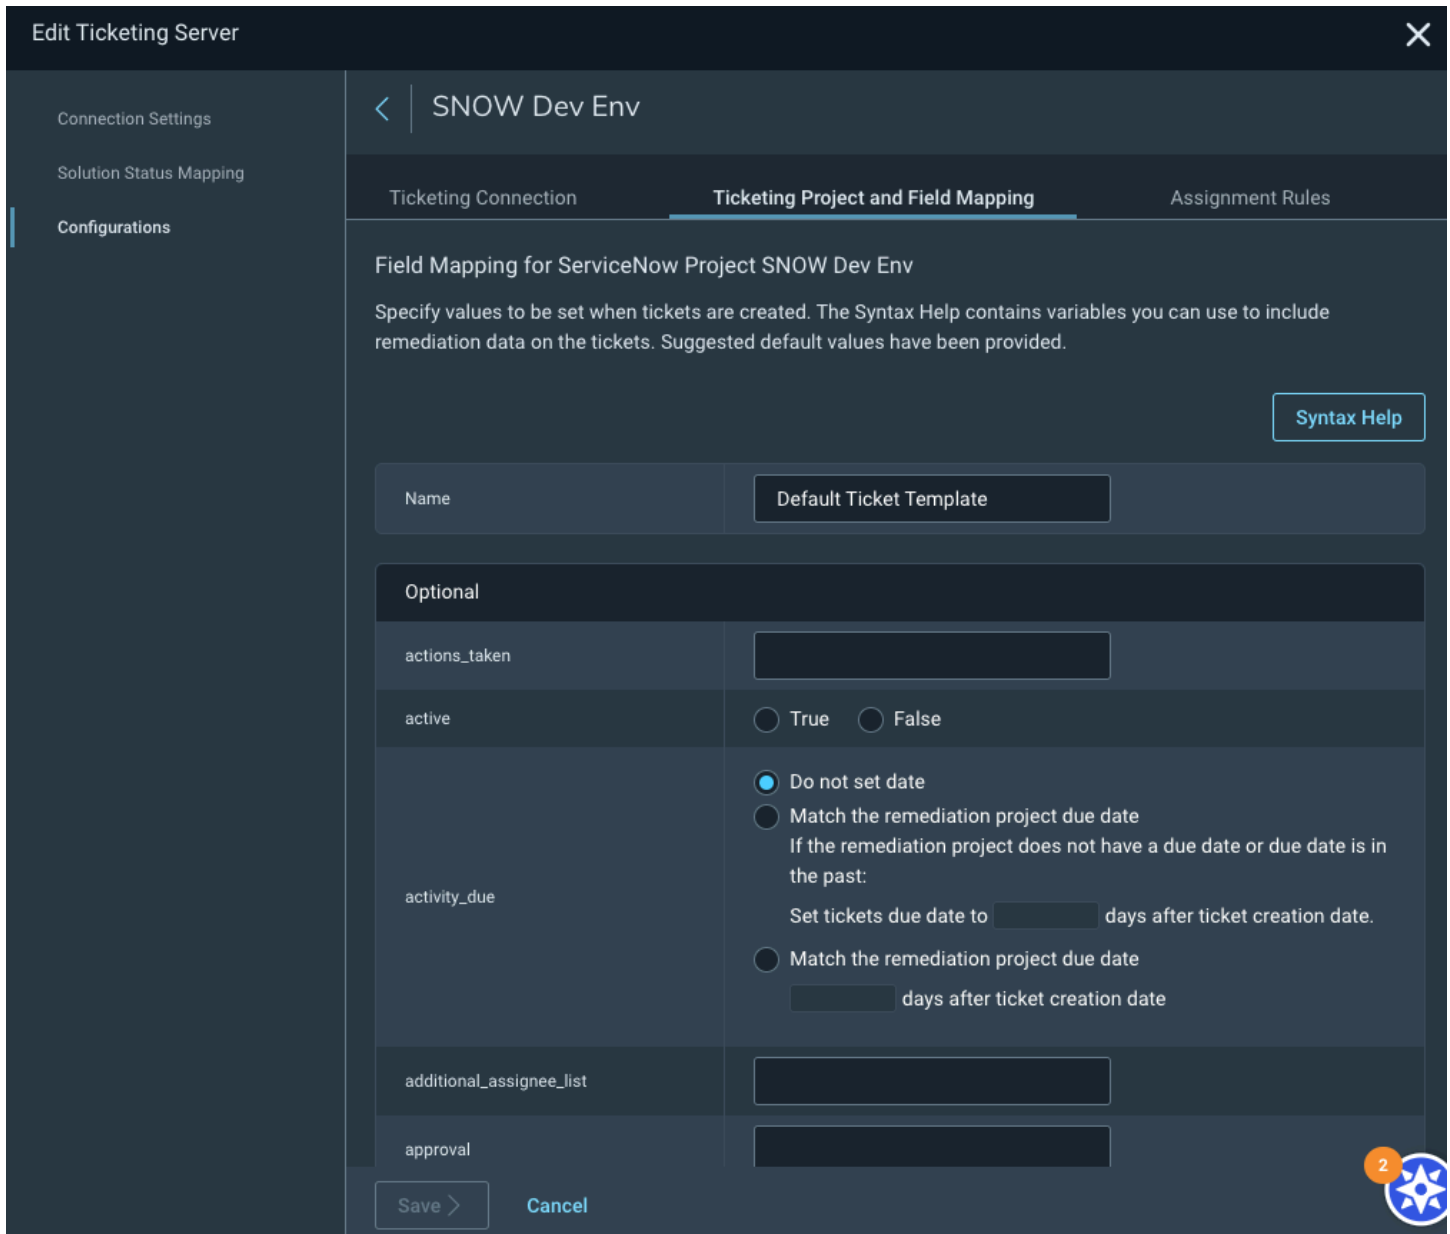 Edit Ticketing Server
Connection Settings
Solution Status Mapping
Configurations
SNOW Dev Env
Ticketing Connection
Ticketing Project and Field Mapping
Assignment Rules
Field Mapping for ServiceNow Project SNOW Dev Env
Specify values to be set when tickets are created. The Syntax Help contains variables you can use to include
remediation data on the tickets. Suggested default values have been provided.
Syntax Help
Name
Default Ticket Template
Optional
actions_taken
active
True
False
activity_due
Do not set date
Match the remediation project due date
If the remediation project does not have a due date or due date is in
the past:
Set tickets due date to days after ticket creation date.
Match the remediation project due date
days after ticket creation date
additional_assignee_list
approval
Save
Cancel
2